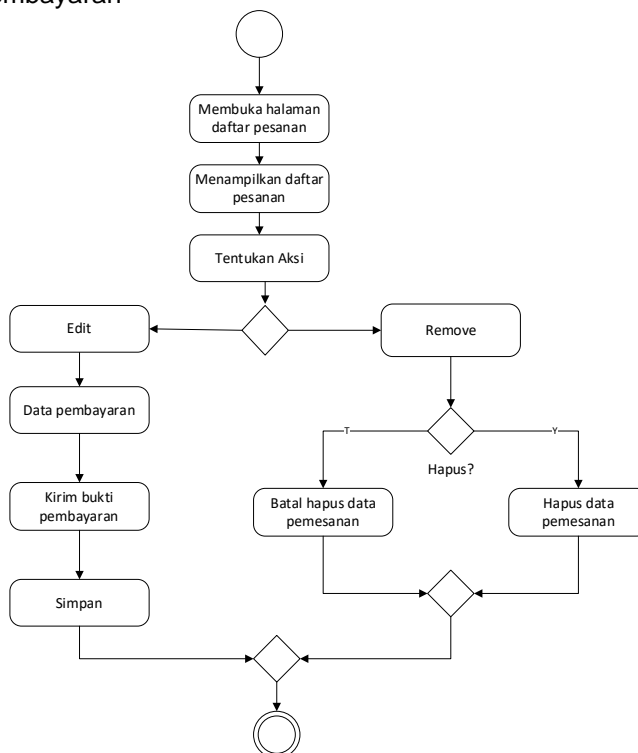 Membuka halaman
daftar pesanan
Menampilkan daftar
pesanan
Tentukan Aksi
Edit
Remove
Data pembayaran
T
Y
Hapus?
Kirim bukti
pembayaran
Batal hapus data
pemesanan
Hapus data
pemesanan
Simpan